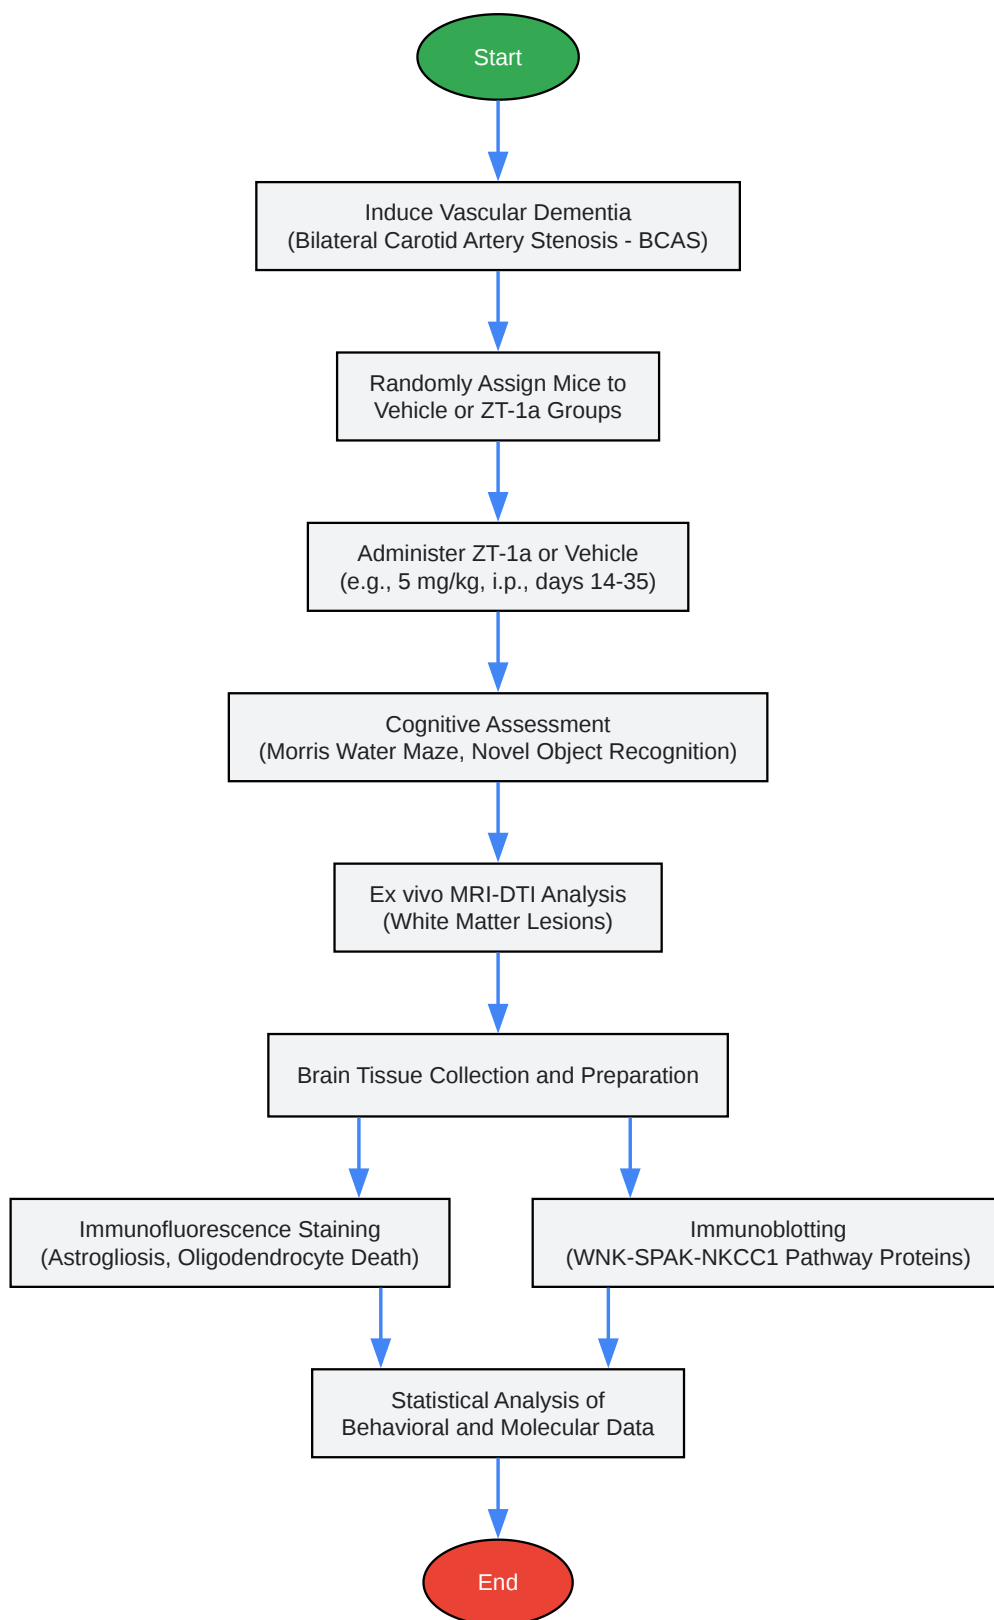 Start
Induce Vascular Dementia
(Bilateral Carotid Artery Stenosis - BCAS)
Randomly Assign Mice to
Vehicle or ZT-1a Groups
Administer ZT-1a or Vehicle
(e.g., 5 mg/kg, i.p., days 14-35)
Cognitive Assessment
(Morris Water Maze, Novel Object Recognition)
Ex vivo MRI-DTI Analysis
(White Matter Lesions)
Brain Tissue Collection and Preparation
Immunofluorescence Staining
(Astrogliosis, Oligodendrocyte Death)
Immunoblotting
(WNK-SPAK-NKCC1 Pathway Proteins)
Statistical Analysis of
Behavioral and Molecular Data
End